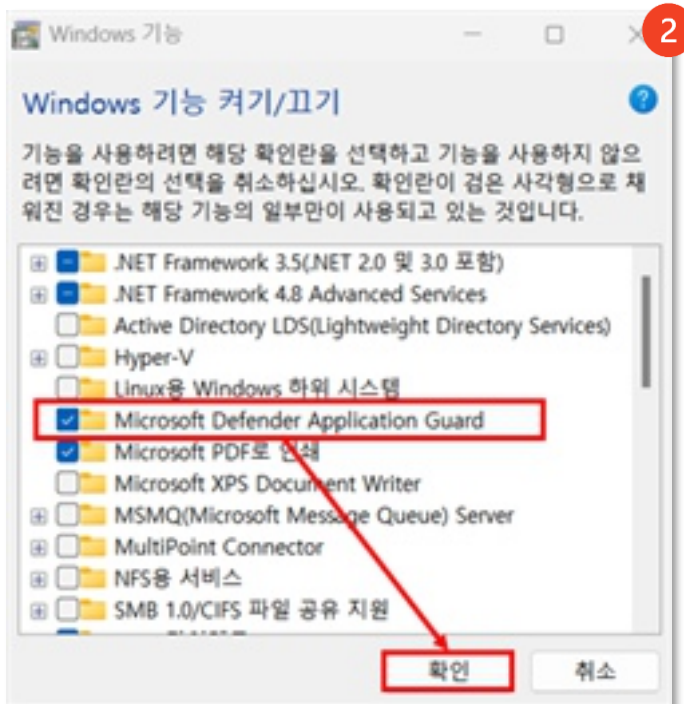 Windows 기능
2
Windows 기능 켜기/끄기
?
기능을 사용하려면 해당 확인란을 선택하고 기능을 사용하지 않으
려면 확인란의 선택을 취소하십시오. 확인란이 검은 사각형으로 채
워진 경우는 해당 기능의 일부만이 사용되고 있는 것입니다.
.NET Framework 3.5(.NET 2.0 및 3.0 포함)
.NET Framework 4.8 Advanced Services
Active Directory LDS(Lightweight Directory Services)
Hyper-V
Linux용 Windows 하위 시스템
Microsoft Defender Application Guard
Microsoft PDF로 인쇄
Microsoft XPS Document Writer
MSMQ(Microsoft Message Queue) Server
MultiPoint Connector
NFS용 서비스
SMB 1.0/CIFS 파일 공유 지원
확인
취소